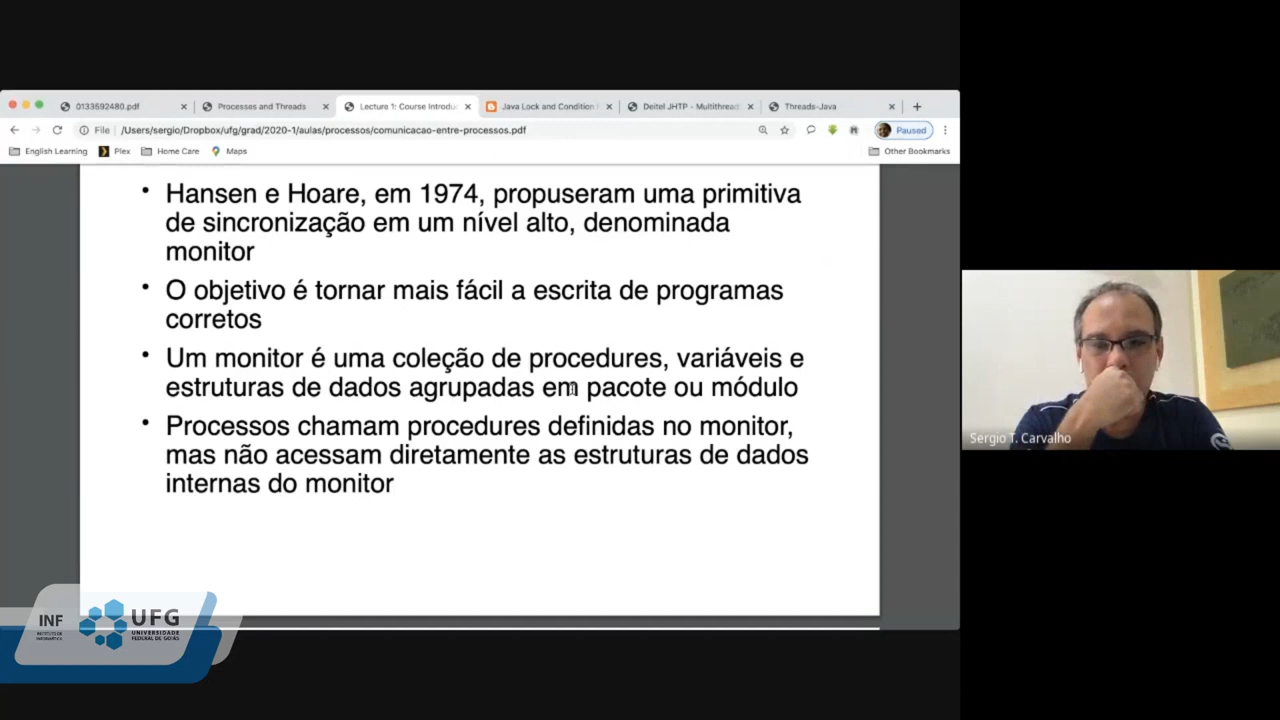 0133592480.pdf
Processes and Threads
Lecture 1: Course Introdu
Java Lock and Condition
Deitel JHTP - Multithread
Threads-Java
File
/Users/sergio/Dropbox/ufg/grad/2020-1/aulas/processos/comunicacao-entre-processos.pdf
Paused
English Learning
Plex
Home Care
Maps
Other Bookmarks
• Hansen e Hoare, em 1974, propuseram uma primitiva
de sincronização em um nível alto, denominada
monitor
• O objetivo é tornar mais fácil a escrita de programas
corretos
• Um monitor é uma coleção de procedures, variáveis e
estruturas de dados agrupadas em pacote ou módulo
• Processos chamam procedures definidas no monitor,
mas não acessam diretamente as estruturas de dados
internas do monitor
Sergio T. Carvalho
INF
INSTITUTO DE
INFORMÁTICA
UFG
UNIVERSIDADE
FEDERAL DE GOIÁS